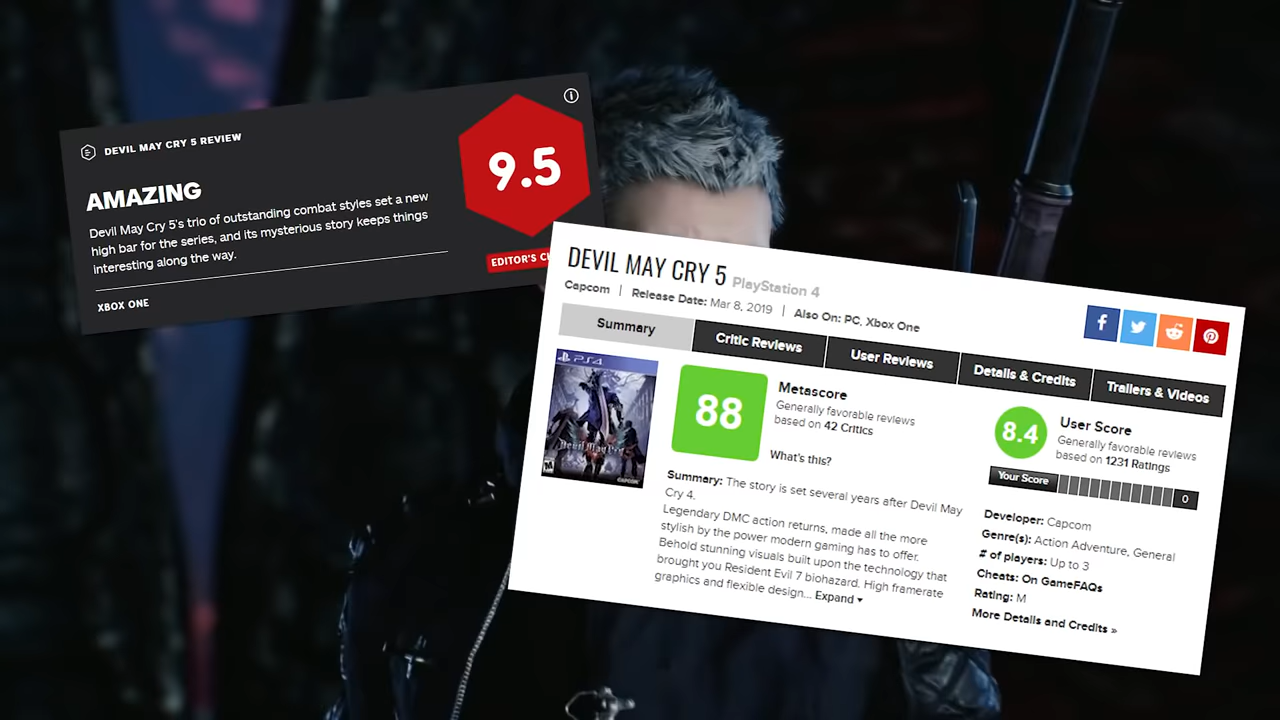 DEVIL MAY CRY 5 REVIEW
AMAZING
Devil May Cry 5's trio of outstanding combat styles set a new
high bar for the series, and its mysterious story keeps things
interesting along the way.
XBOX ONE
9.5
EDITOR'S
DEVIL MAY CRY 5 PlayStation 4
Capcom | Release Date: Mar 8, 2019 | Also On: PC, Xbox One
Summary
Critic Reviews
User Reviews
Details & Credits
Trailers & Videos
PS4
Devil May Cry
M
CAPCOM
88
Metascore
Generally favorable reviews
based on 42 Critics
What's this?
Summary: The story is set several years after Devil May
Cry 4.
Legendary DMC action returns, made all the more
stylish by the power modern gaming has to offer.
Behold stunning visuals built upon the technology that
brought you Resident Evil 7 biohazard. High framerate
graphics and flexible design... Expand ▾
8.4
User Score
Generally favorable reviews
based on 1231 Ratings
Your Score
0
Developer: Capcom
Genre(s): Action Adventure, General
# of players: Up to 3
Cheats: On GameFAQs
Rating: M
More Details and Credits »